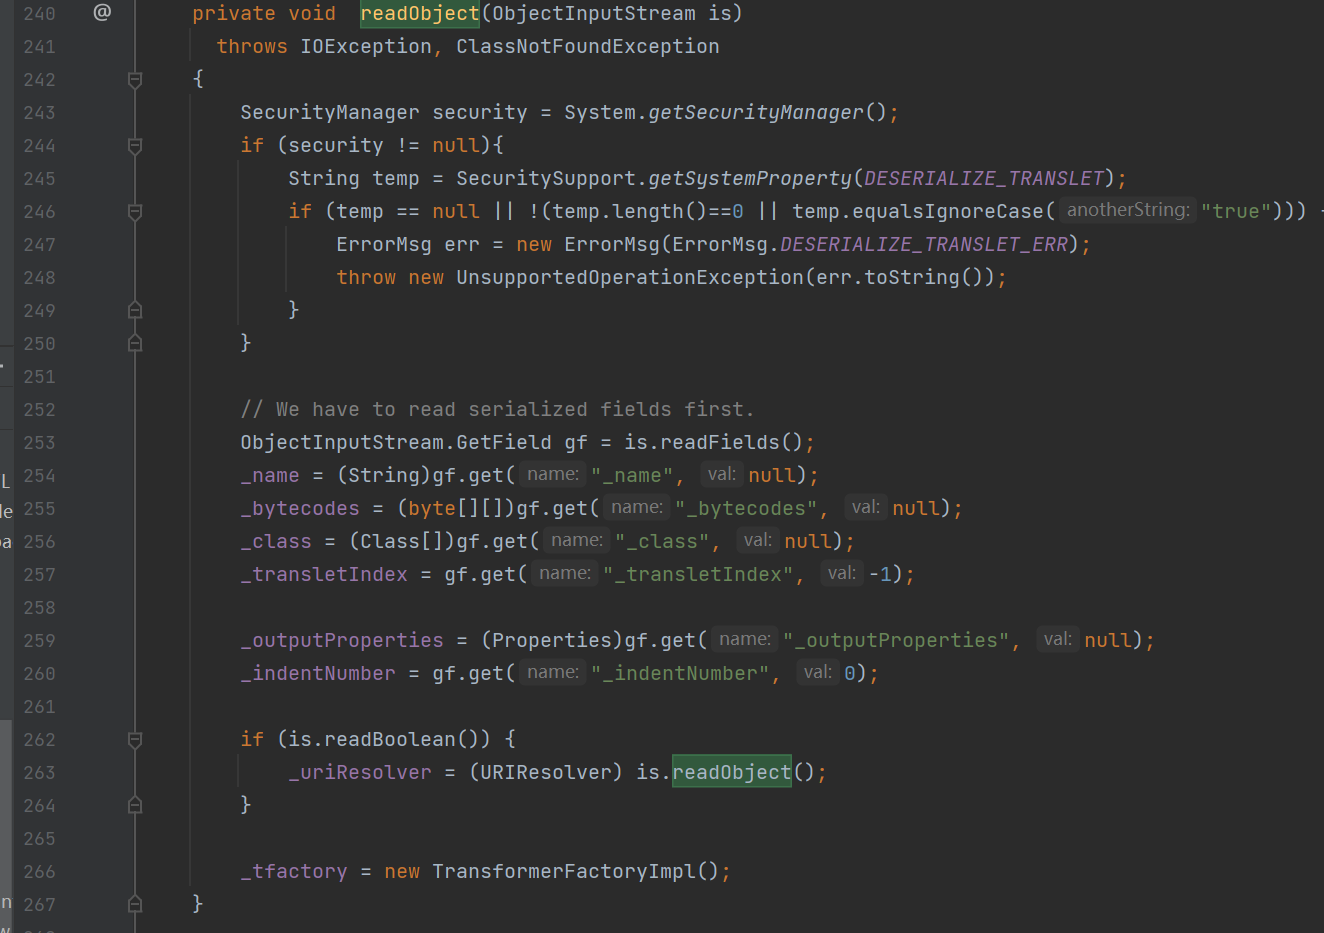 240 @ private void readObject(ObjectInputStream is)
241 throws IOException, ClassNotFoundException
242 {
243 SecurityManager security = System.getSecurityManager();
244 if (security != null){
245 String temp = SecuritySupport.getSystemProperty(DESERIALIZE_TRANSLET);
246 if (temp == null || !(temp.length()==0 || temp.equalsIgnoreCase( anotherString: "true")))
247 ErrorMsg err = new ErrorMsg(ErrorMsg.DESERIALIZE_TRANSLET_ERR);
248 throw new UnsupportedOperationException(err.toString());
249 }
250 }
251
252 // We have to read serialized fields first.
253 ObjectInputStream.GetField gf = is.readFields();
L
254 _name = (String)gf.get( name: "_name", val: null);
de
255 _bytecodes = (byte[][])gf.get( name: "_bytecodes", val: null);
pa
256 _class = (Class[])gf.get( name: "_class", val: null);
257 _transletIndex = gf.get( name: "_transletIndex", val: -1);
258
259 _outputProperties = (Properties)gf.get( name: "_outputProperties", val: null);
260 _indentNumber = gf.get( name: "_indentNumber", val: 0);
261
262 if (is.readBoolean()) {
263 _uriResolver = (URIResolver) is.readObject();
264 }
265
266 _tfactory = new TransformerFactoryImpl();
n
267 }